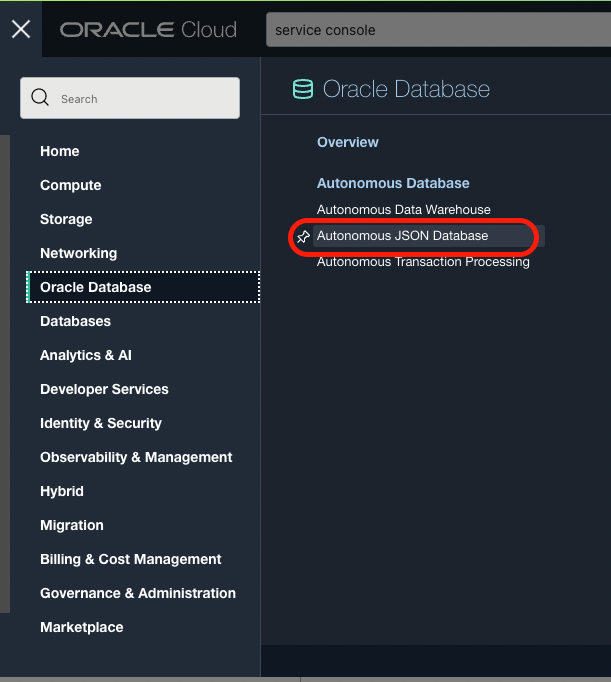 ORACLE Cloud
service console
Search
Home
Compute
Storage
Networking
Oracle Database
Databases
Analytics & AI
Developer Services
Identity & Security
Observability & Management
Hybrid
Migration
Billing & Cost Management
Governance & Administration
Marketplace
Oracle Database
Overview
Autonomous Database
Autonomous Data Warehouse
Autonomous JSON Database
Autonomous Transaction Processing